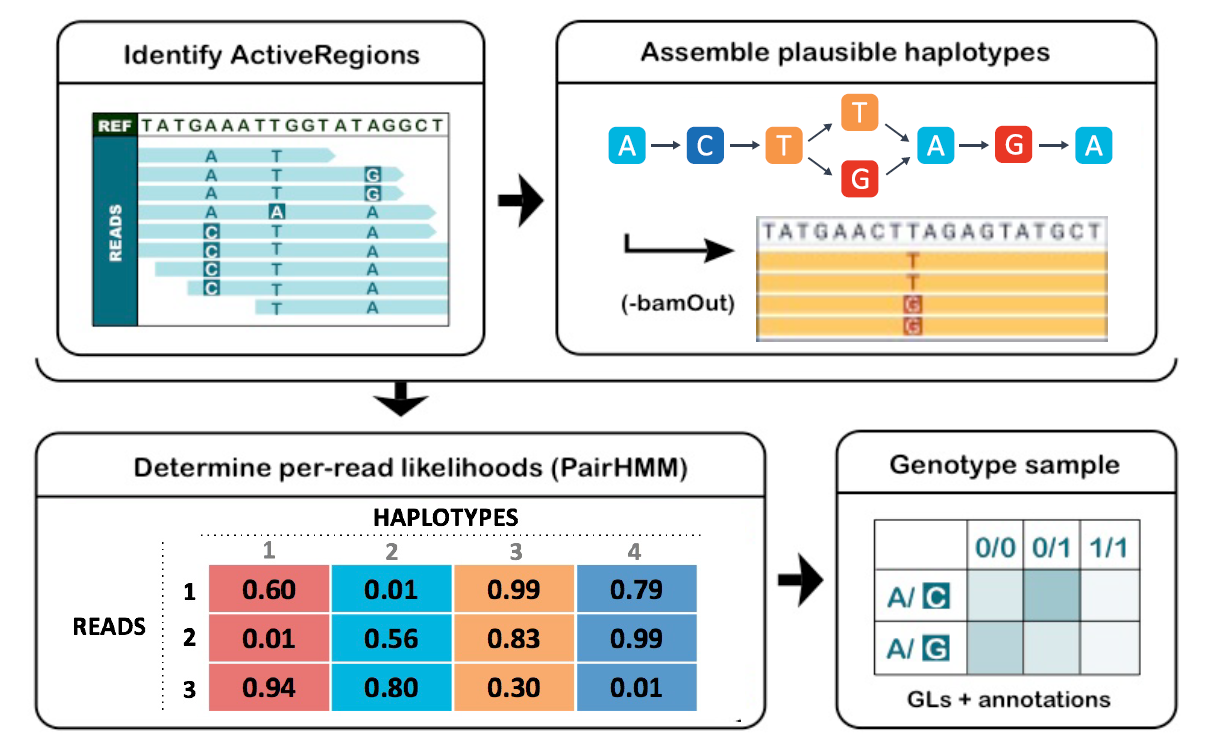 Identify ActiveRegions
REF TATGAAATTGGTATAGGCT
READS
A T
A T G
A T G
A A A
C T A
C T A
C T A
C T A
T A
Assemble plausible haplotypes
T
A C T A G A
G
TATGAACTTAGAGTATGCT
(-bamOut)
T
T
G
G
Determine per-read likelihoods (PairHMM)
HAPLOTYPES
1 2 3 4
READS
1 0.60 0.01 0.99 0.79
2 0.01 0.56 0.83 0.99
3 0.94 0.80 0.30 0.01
Genotype sample
0/0 0/1 1/1
A/ C
A/ G
GLs + annotations